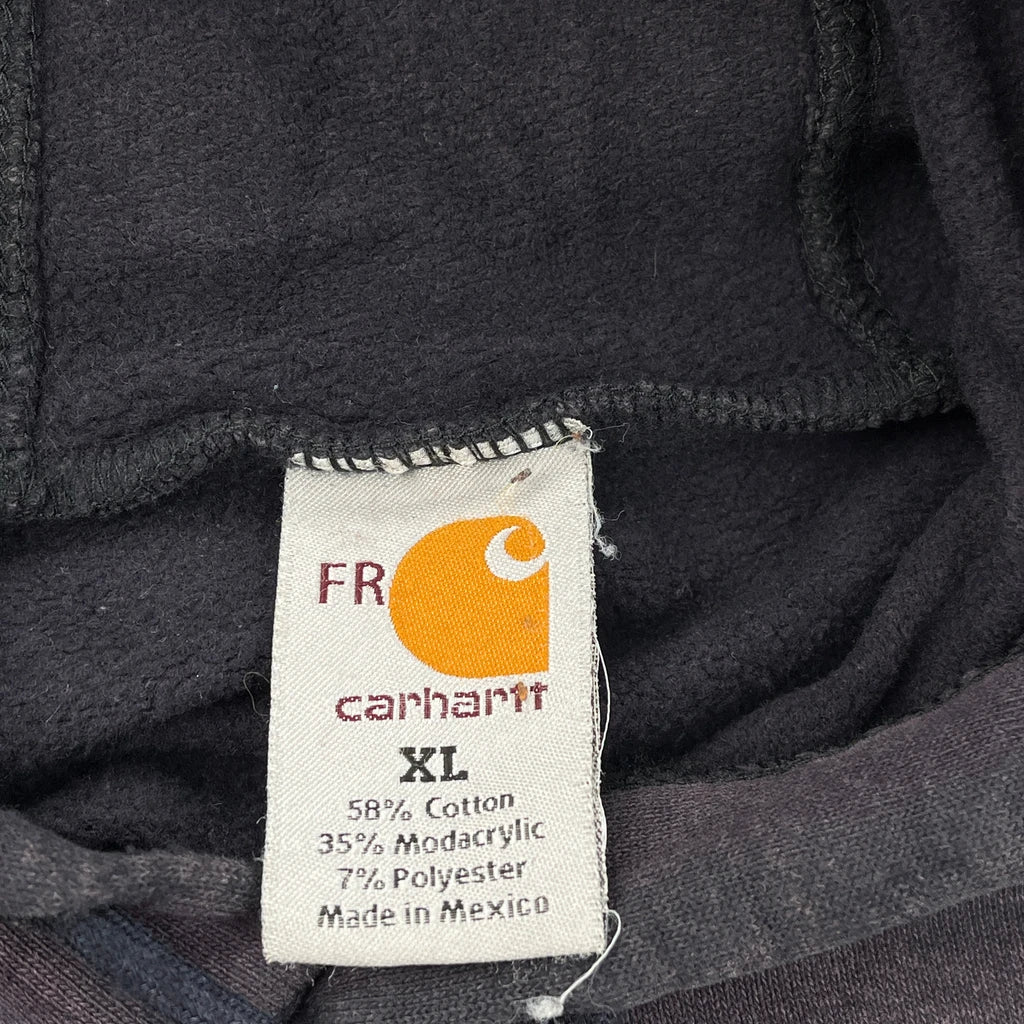 FR
carhartt
XL
58% Cotton
35% Modacrylic
7% Polyester
Made in Mexico